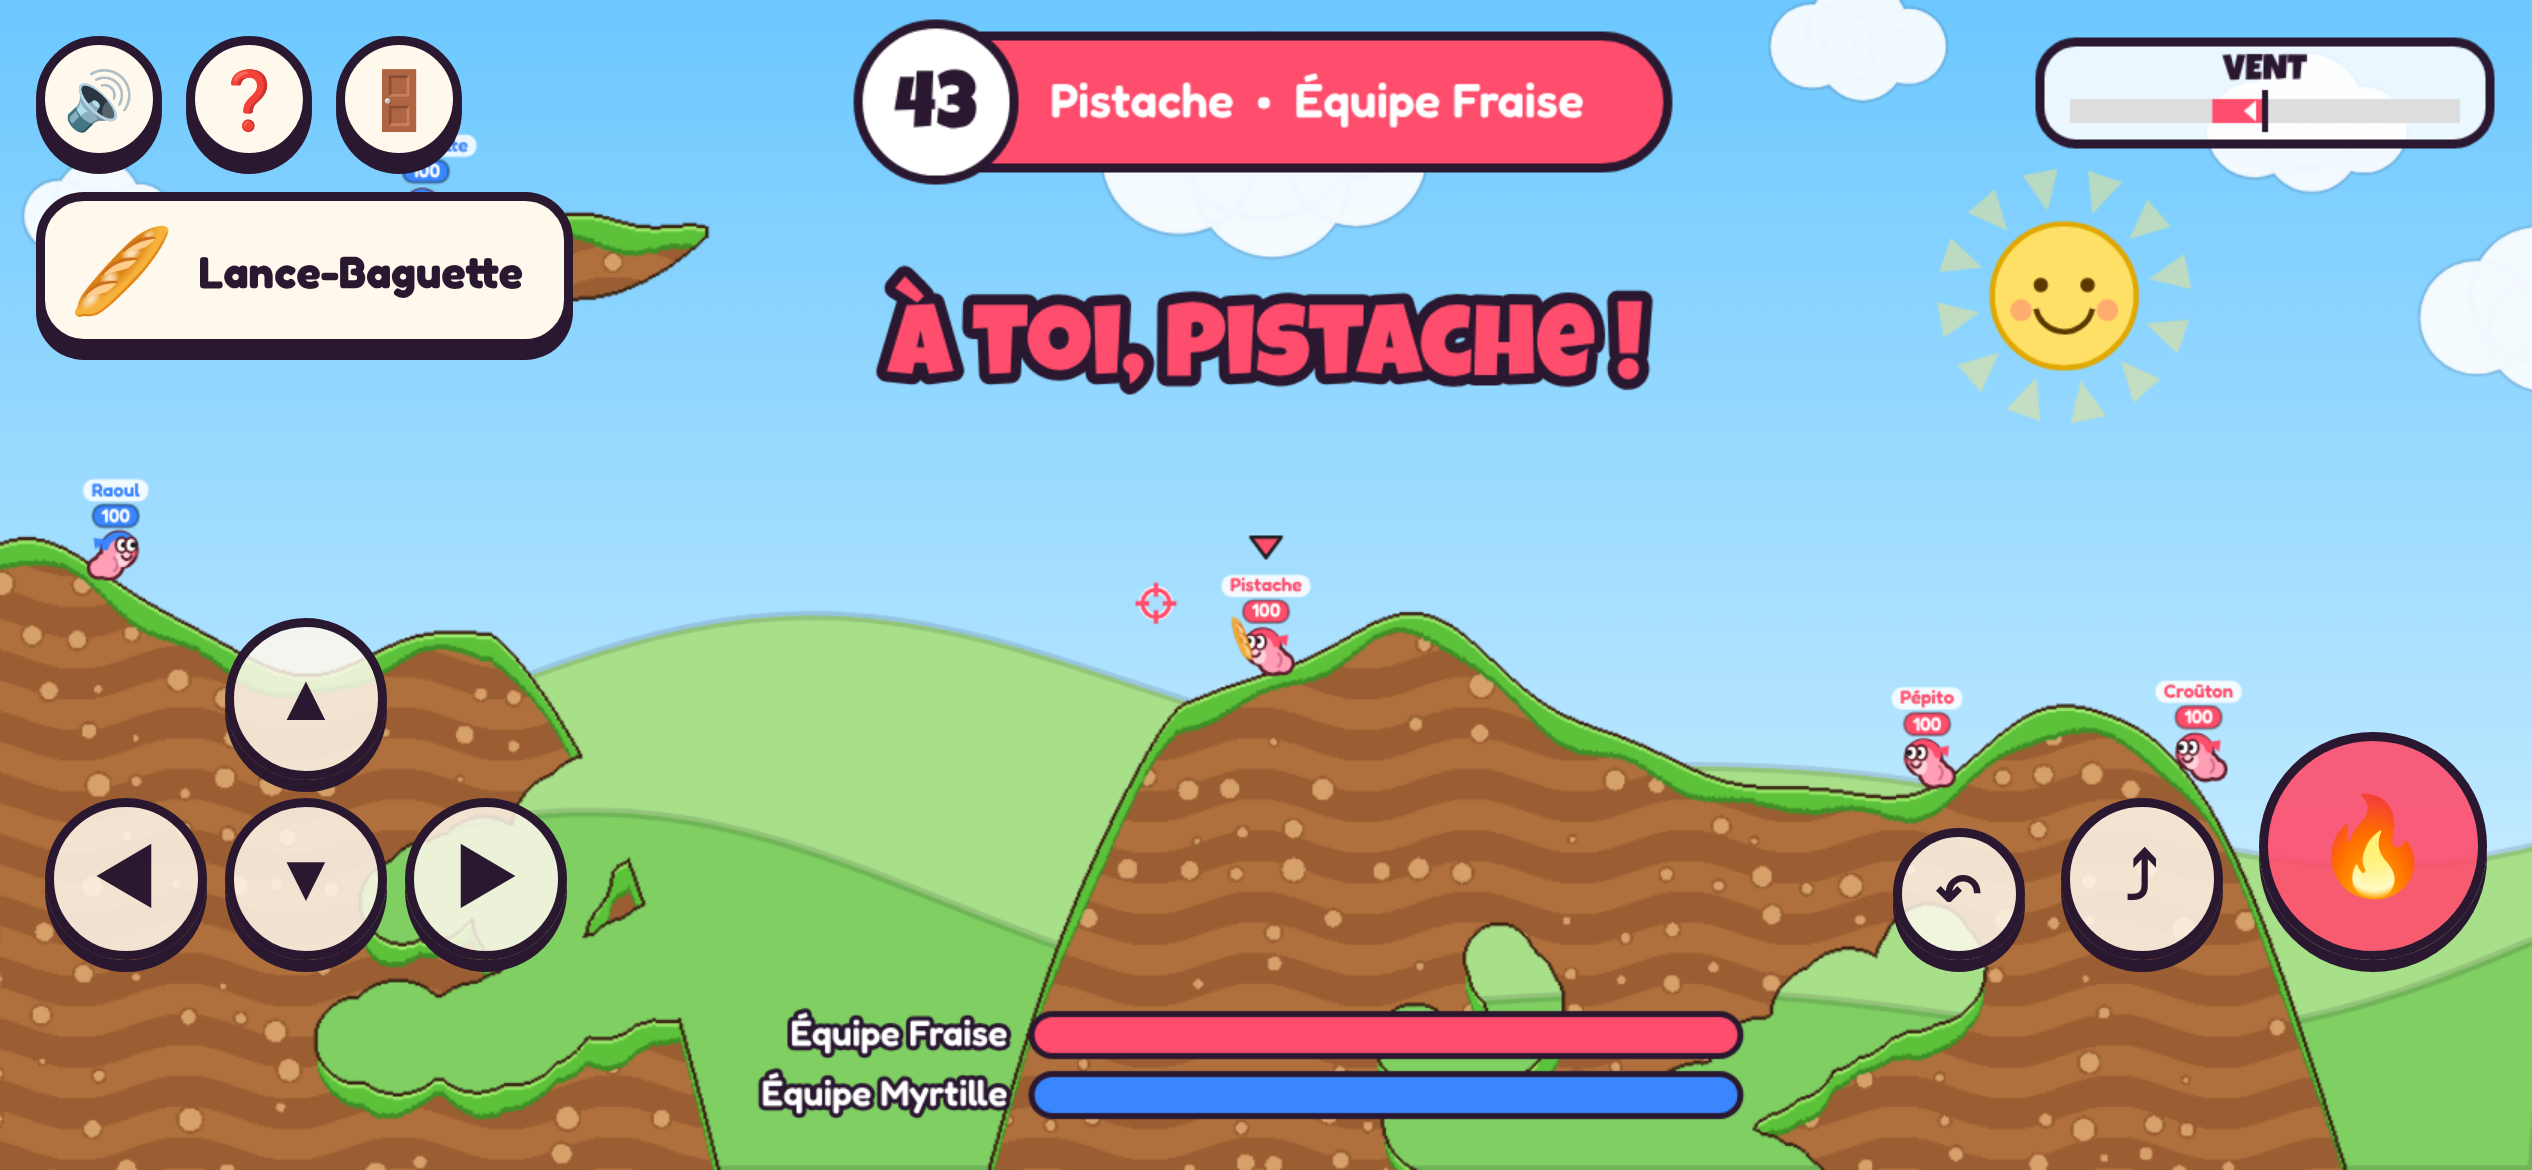 43
Pistache • Équipe Fraise
VENT
100
Lance-Baguette
À TOI, PISTACHE !
Raoul
100
Pistache
100
Pépito
100
Croûton
100
Équipe Fraise
Équipe Myrtille